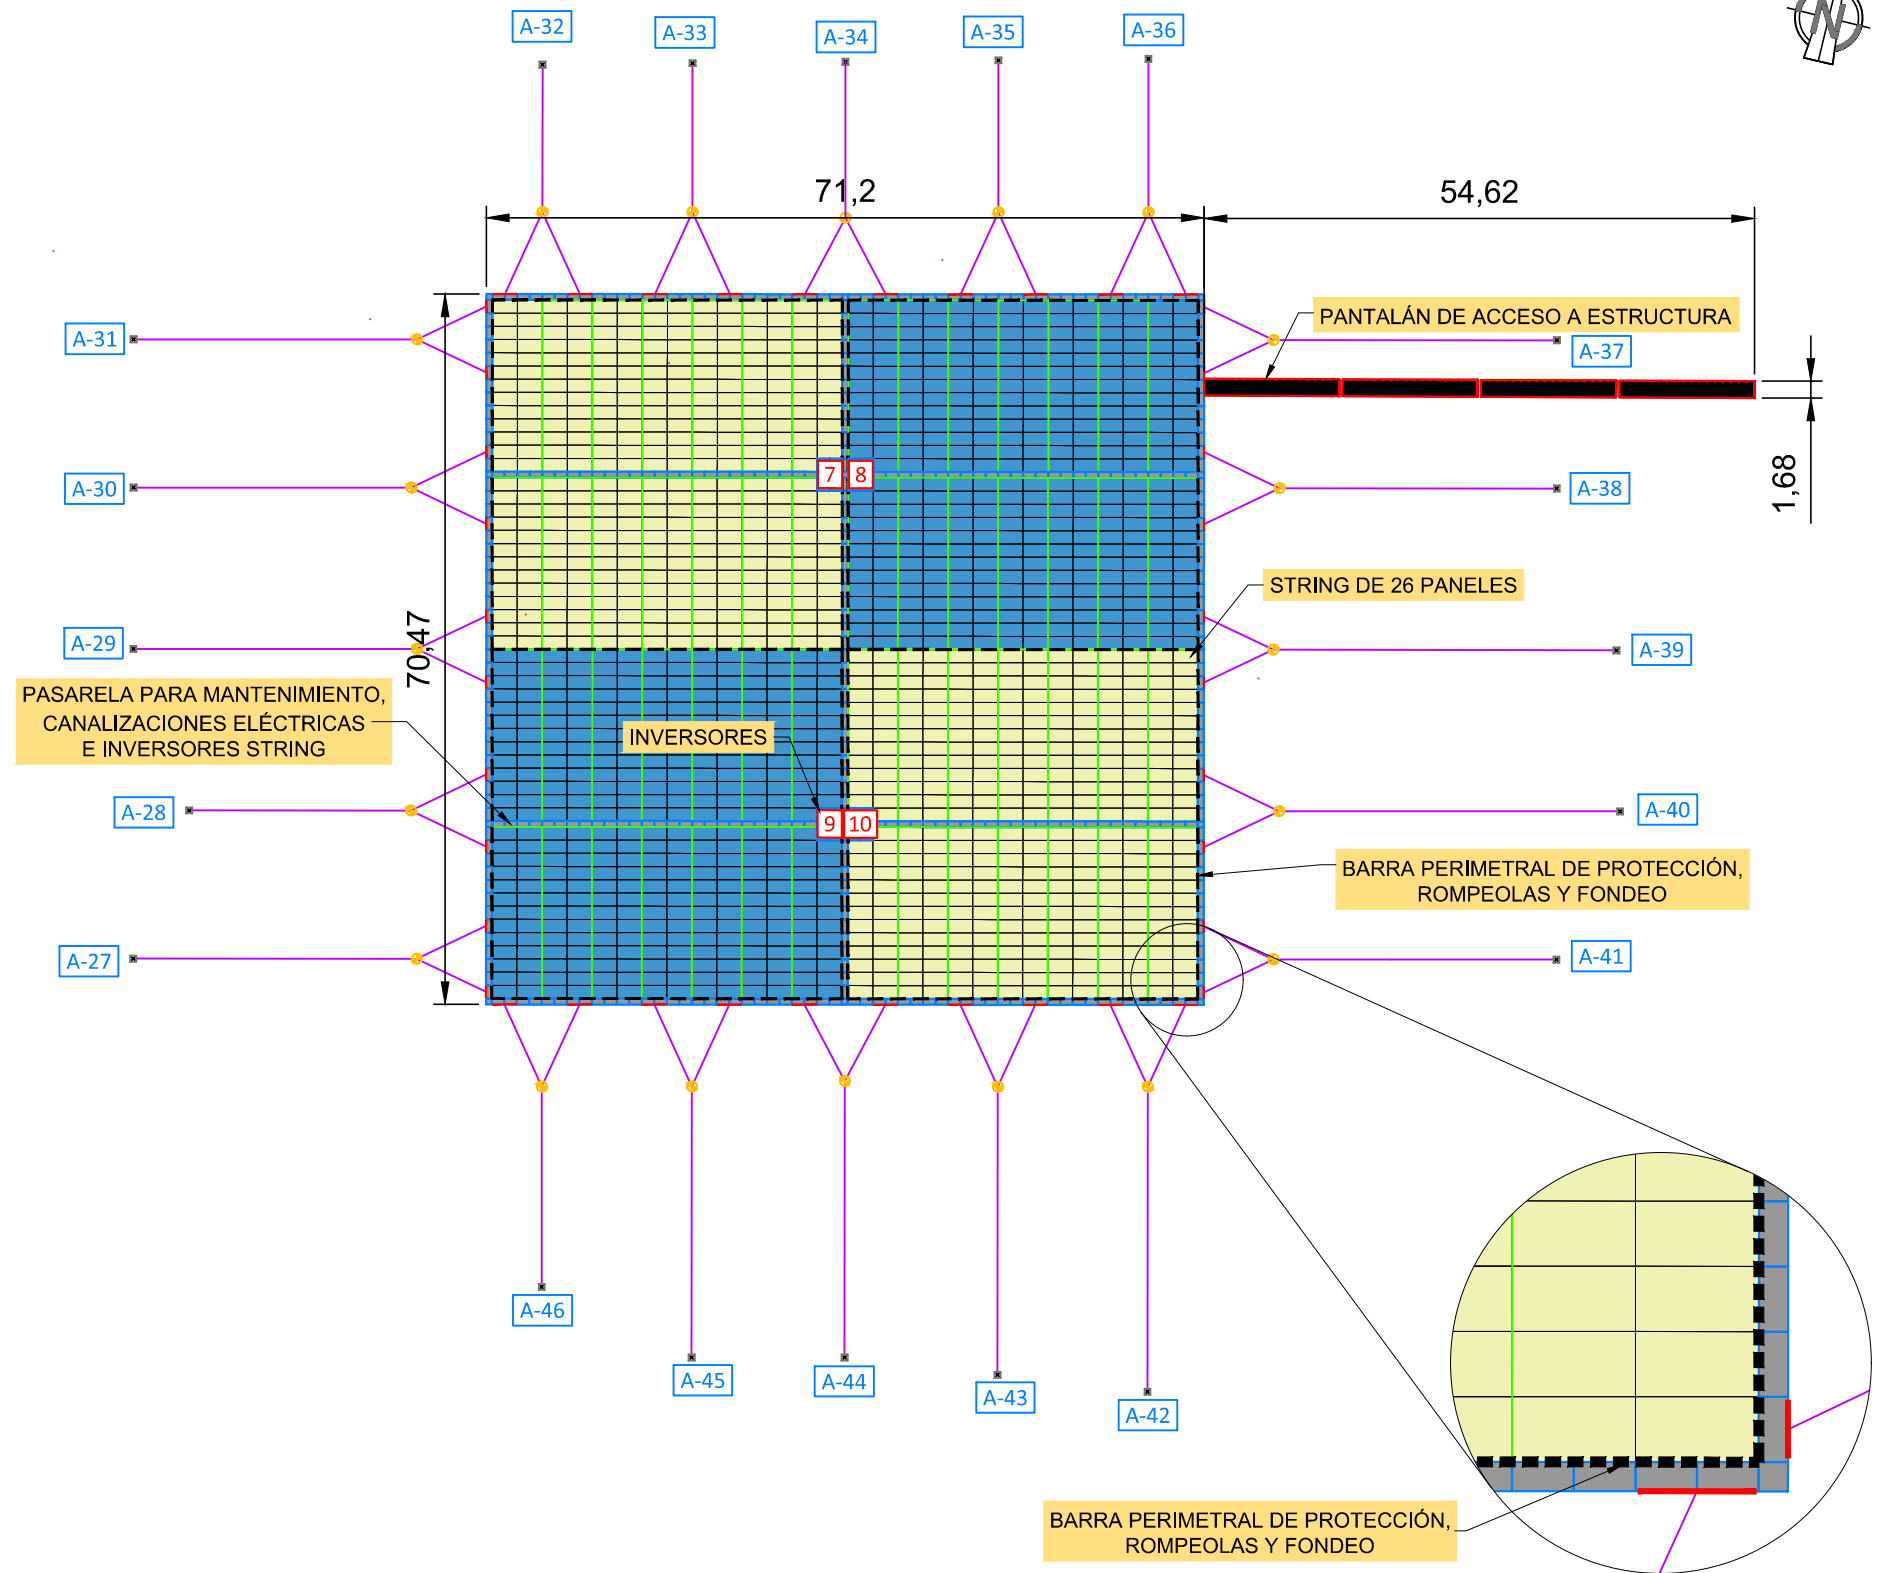 A-32
A-33
A-34
A-35
A-36
N
71,2
54,62
A-31
PANTALÁN DE ACCESO A ESTRUCTURA
A-37
A-30
7
8
A-38
1,68
STRING DE 26 PANELES
A-29
70,47
A-39
PASARELA PARA MANTENIMIENTO,
CANALIZACIONES ELÉCTRICAS
E INVERSORES STRING
INVERSORES
A-28
9
10
A-40
BARRA PERIMETRAL DE PROTECCIÓN,
ROMPEOLAS Y FONDEO
A-27
A-41
A-46
A-45
A-44
A-43
A-42
BARRA PERIMETRAL DE PROTECCIÓN,
ROMPEOLAS Y FONDEO